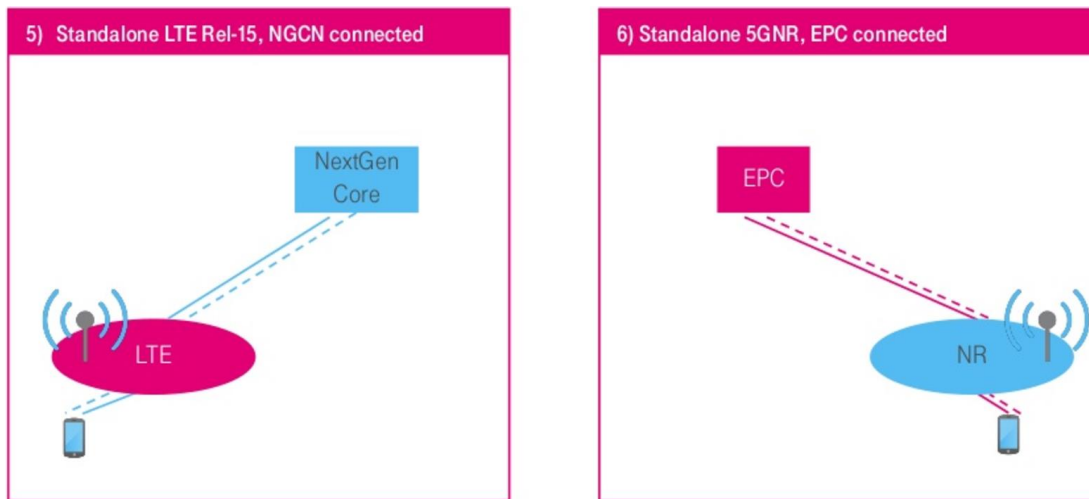 5) Standalone LTE Rel-15, NGCN connected
NextGen
Core
LTE
6) Standalone 5GNR, EPC connected
EPC
NR